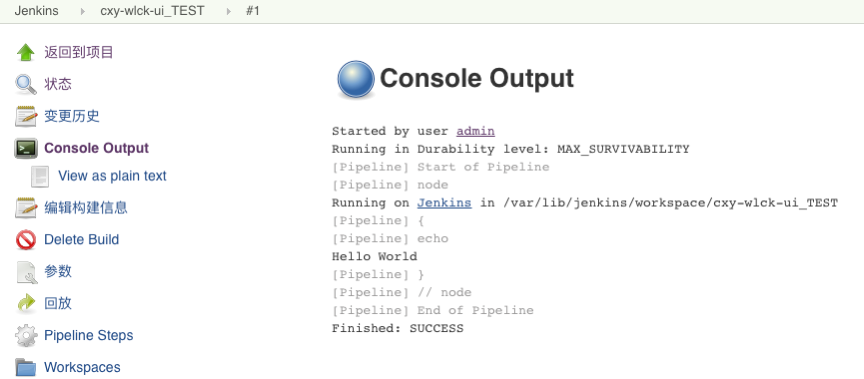 Jenkins cxy-wlck-ui_TEST #1
返回到项目
状态
变更历史
Console Output
View as plain text
编辑构建信息
Delete Build
参数
回放
Pipeline Steps
Workspaces
Console Output
Started by user admin
Running in Durability level: MAX_SURVIVABILITY
[Pipeline] Start of Pipeline
[Pipeline] node
Running on Jenkins in /var/lib/jenkins/workspace/cxy-wlck-ui_TEST
[Pipeline] {
[Pipeline] echo
Hello World
[Pipeline] }
[Pipeline] // node
[Pipeline] End of Pipeline
Finished: SUCCESS